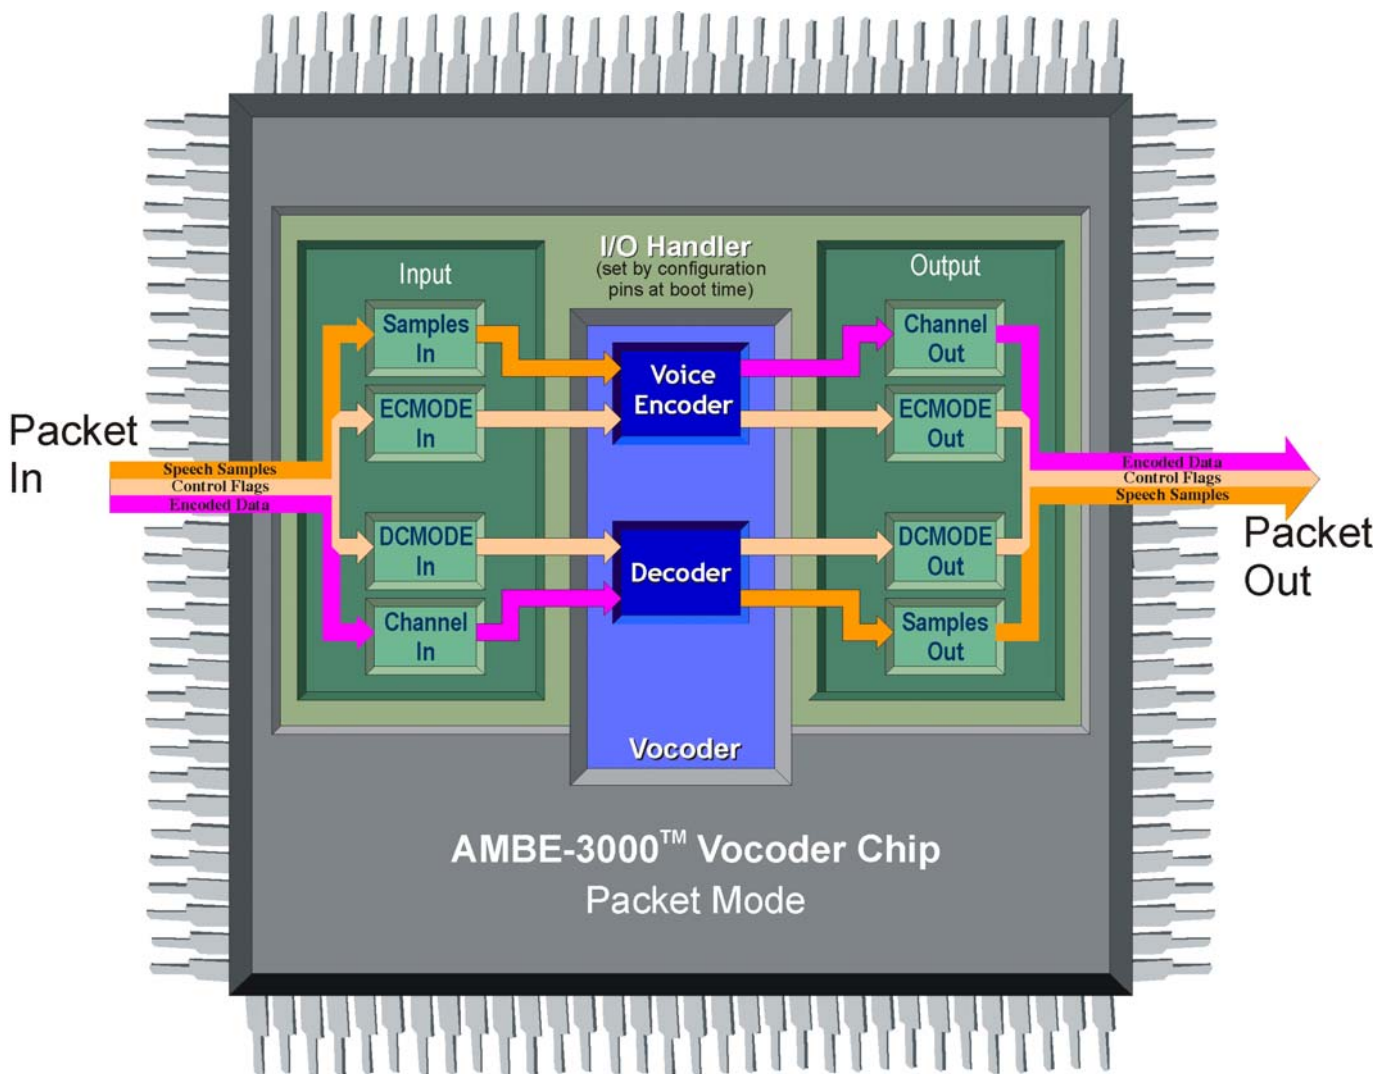 I/O Handler
(set by configuration
pins at boot time)
Input
Output
Samples
In
Channel
Out
Voice
Encoder
ECMODE
In
ECMODE
Out
Packet
In
Speech Samples
Control Flags
Encoded Data
Encoded Data
Control Flags
Speech Samples
Packet
Out
DCMODE
In
Decoder
DCMODE
Out
Channel
In
Samples
Out
Vocoder
AMBE-3000™ Vocoder Chip
Packet Mode